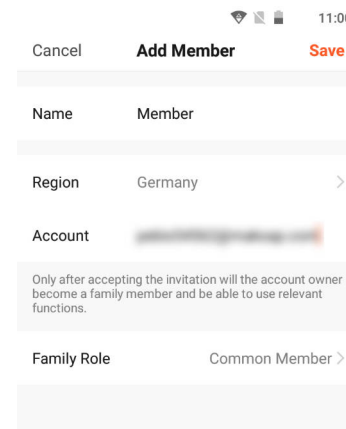 11:00
Cancel Add Member Save
Name Member
Region Germany
Account
Only after accepting the invitation will the account owner
become a family member and be able to use relevant
functions.
Family Role Common Member